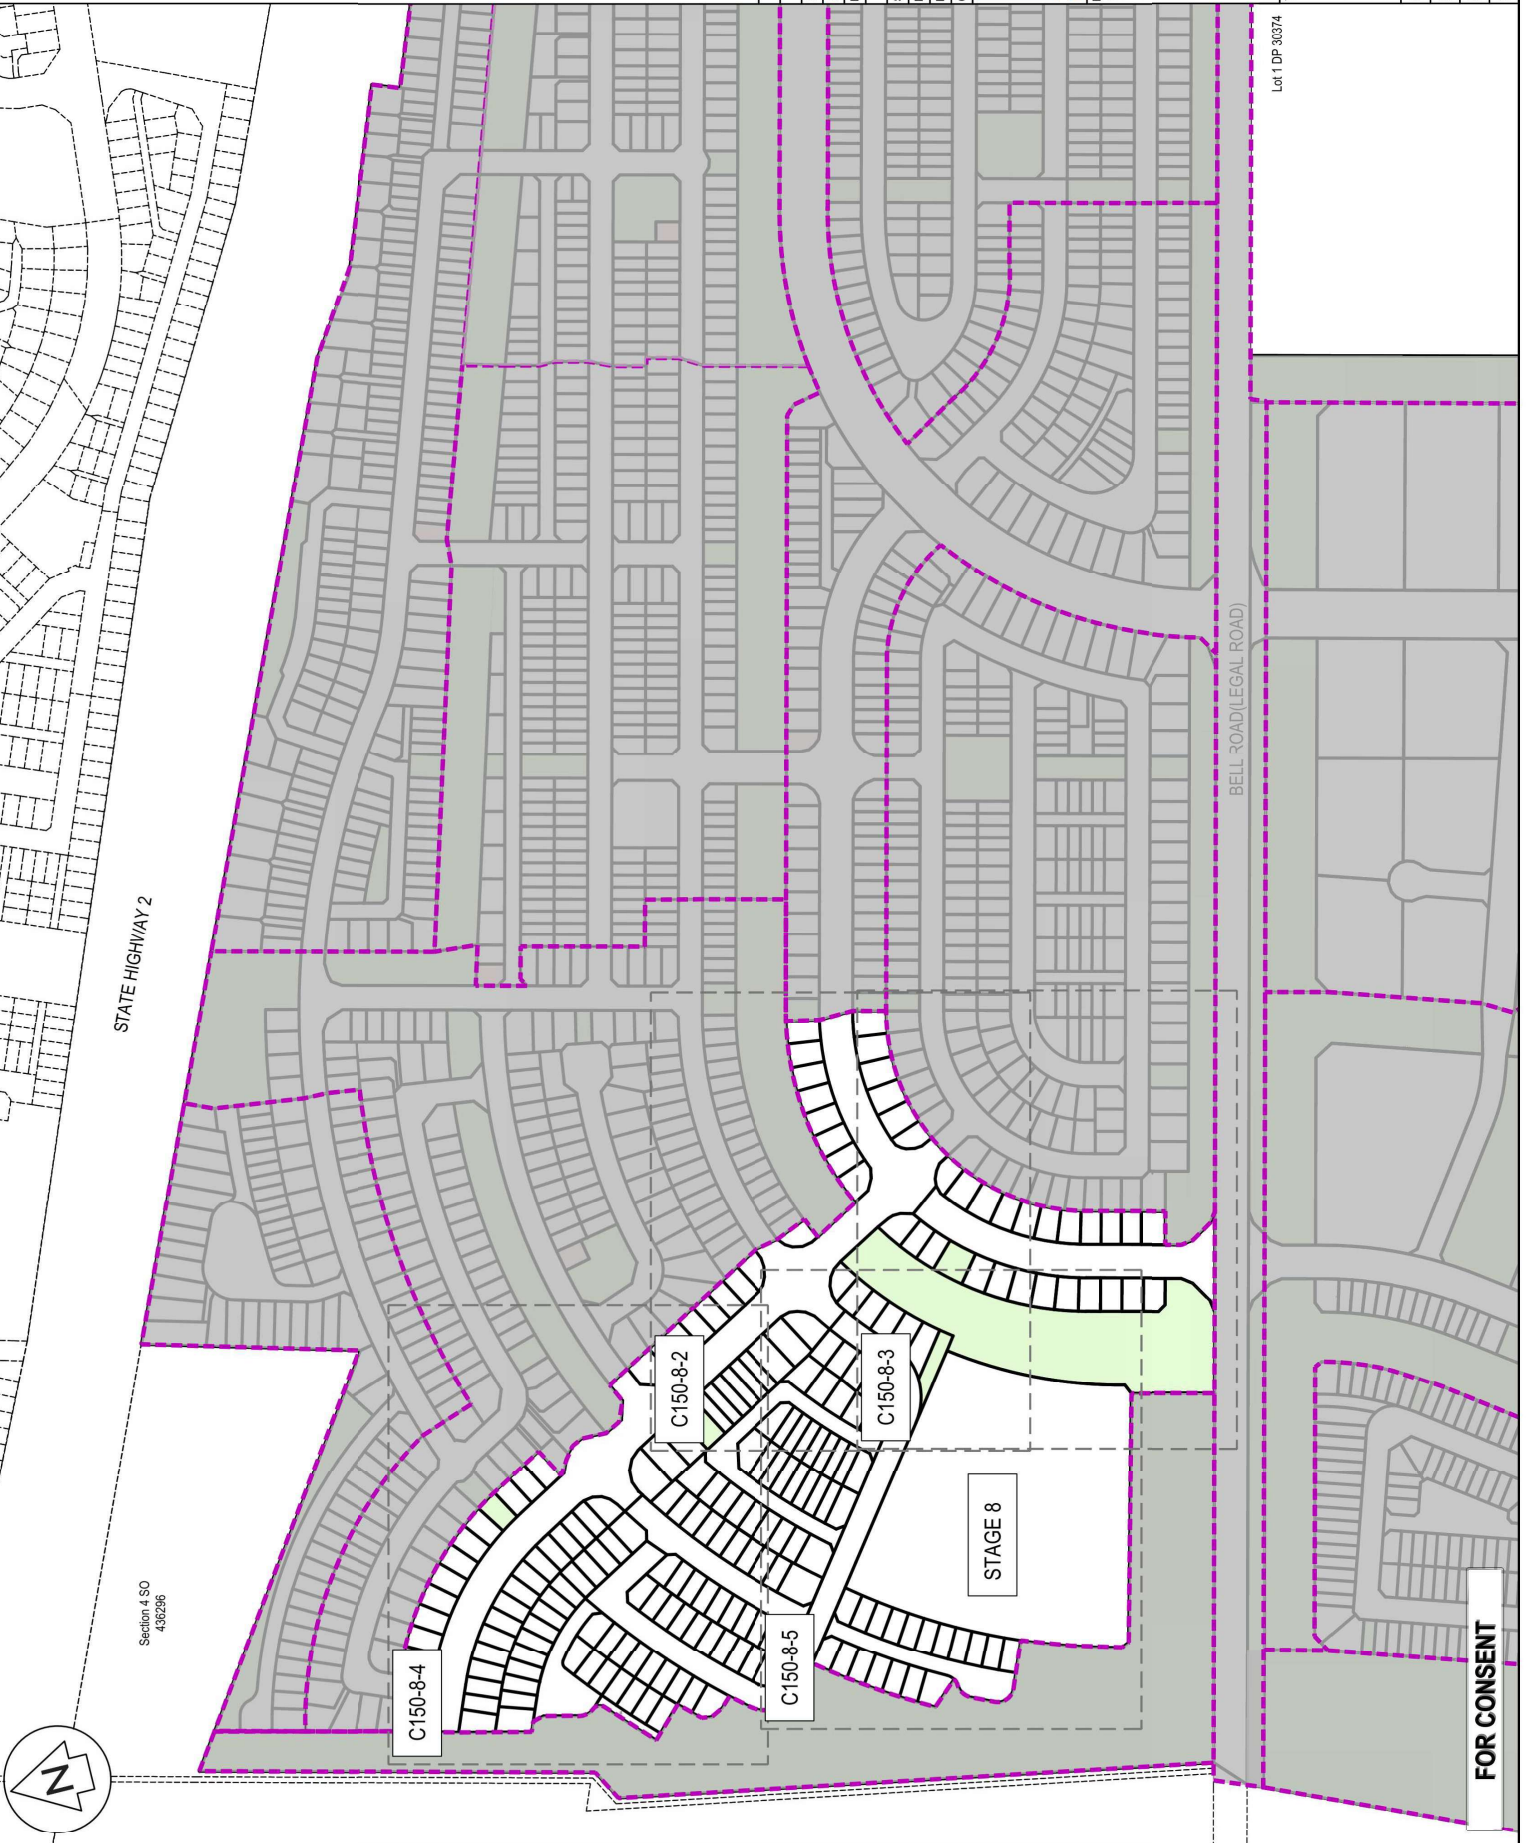 Lot 1 DP 30374
STATE HIGHWAY 2
BELL ROAD(LEGAL ROAD)
C150-8-2
C150-8-3
STAGE 8
Section 4 SO
436296
C150-8-4
C150-8-5
FOR CONSENT
N